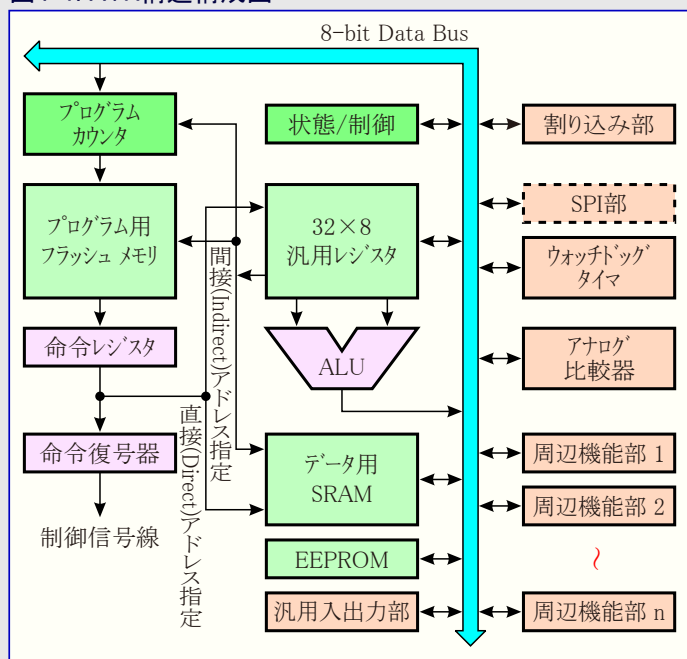 8-bit Data Bus
プログラム
カウンタ
状態/制御
割り込み部
プログラム用
フラッシュ メモリ
32×8
汎用レジスタ
SPI部
ウォッチドッグ
タイマ
間接(Indirect)アドレス指定
命令レジスタ
ALU
アナログ
比較器
直接(Direct)アドレス指定
命令復号器
データ用
SRAM
周辺機能部 1
周辺機能部 2
制御信号線
EEPROM
～
汎用入出力部
周辺機能部 n